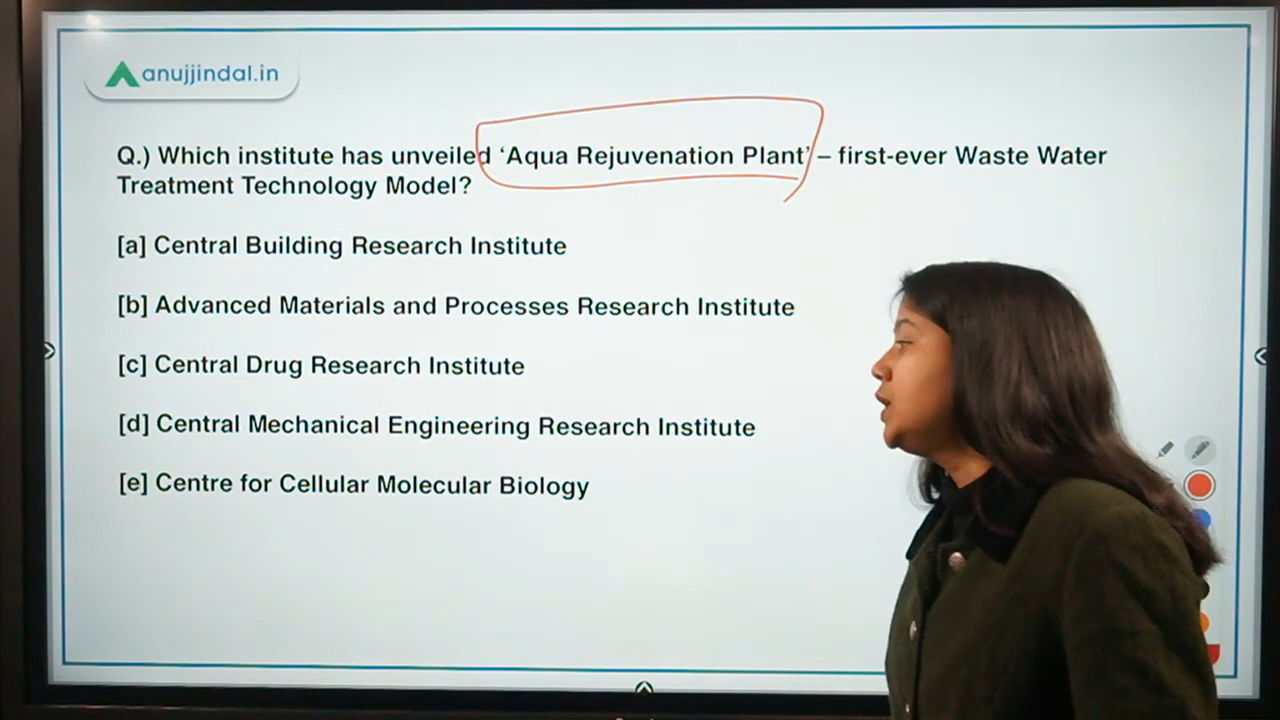 anujjindal.in
Q.) Which institute has unveiled ‘Aqua Rejuvenation Plant’ – first-ever Waste Water
Treatment Technology Model?
[a] Central Building Research Institute
[b] Advanced Materials and Processes Research Institute
[c] Central Drug Research Institute
[d] Central Mechanical Engineering Research Institute
[e] Centre for Cellular Molecular Biology